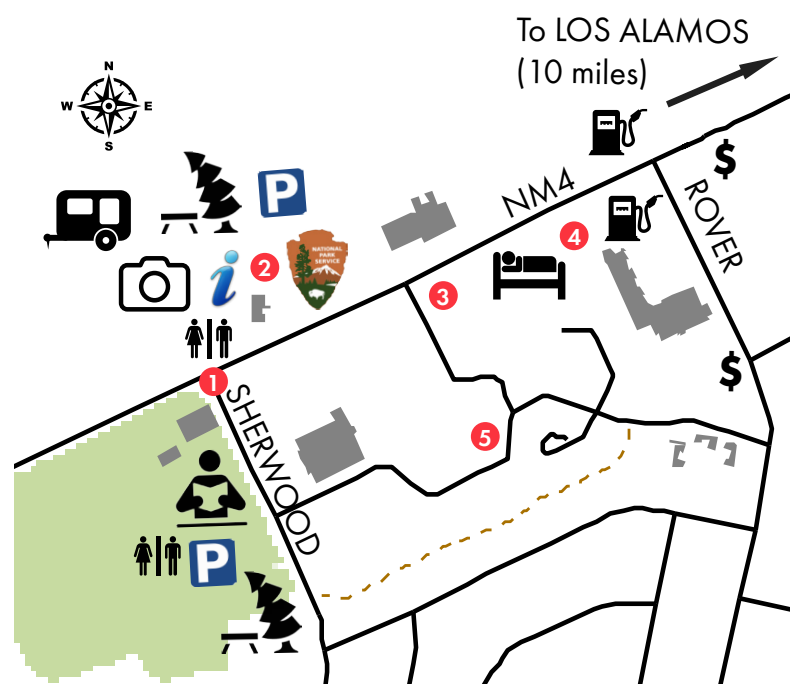 To LOS ALAMOS
(10 miles)
N
W E
S
NM4
$
ROVER
P
NATIONAL
PARK
SERVICE
i
2
4
3
1
SHERWOOD
$
5
P